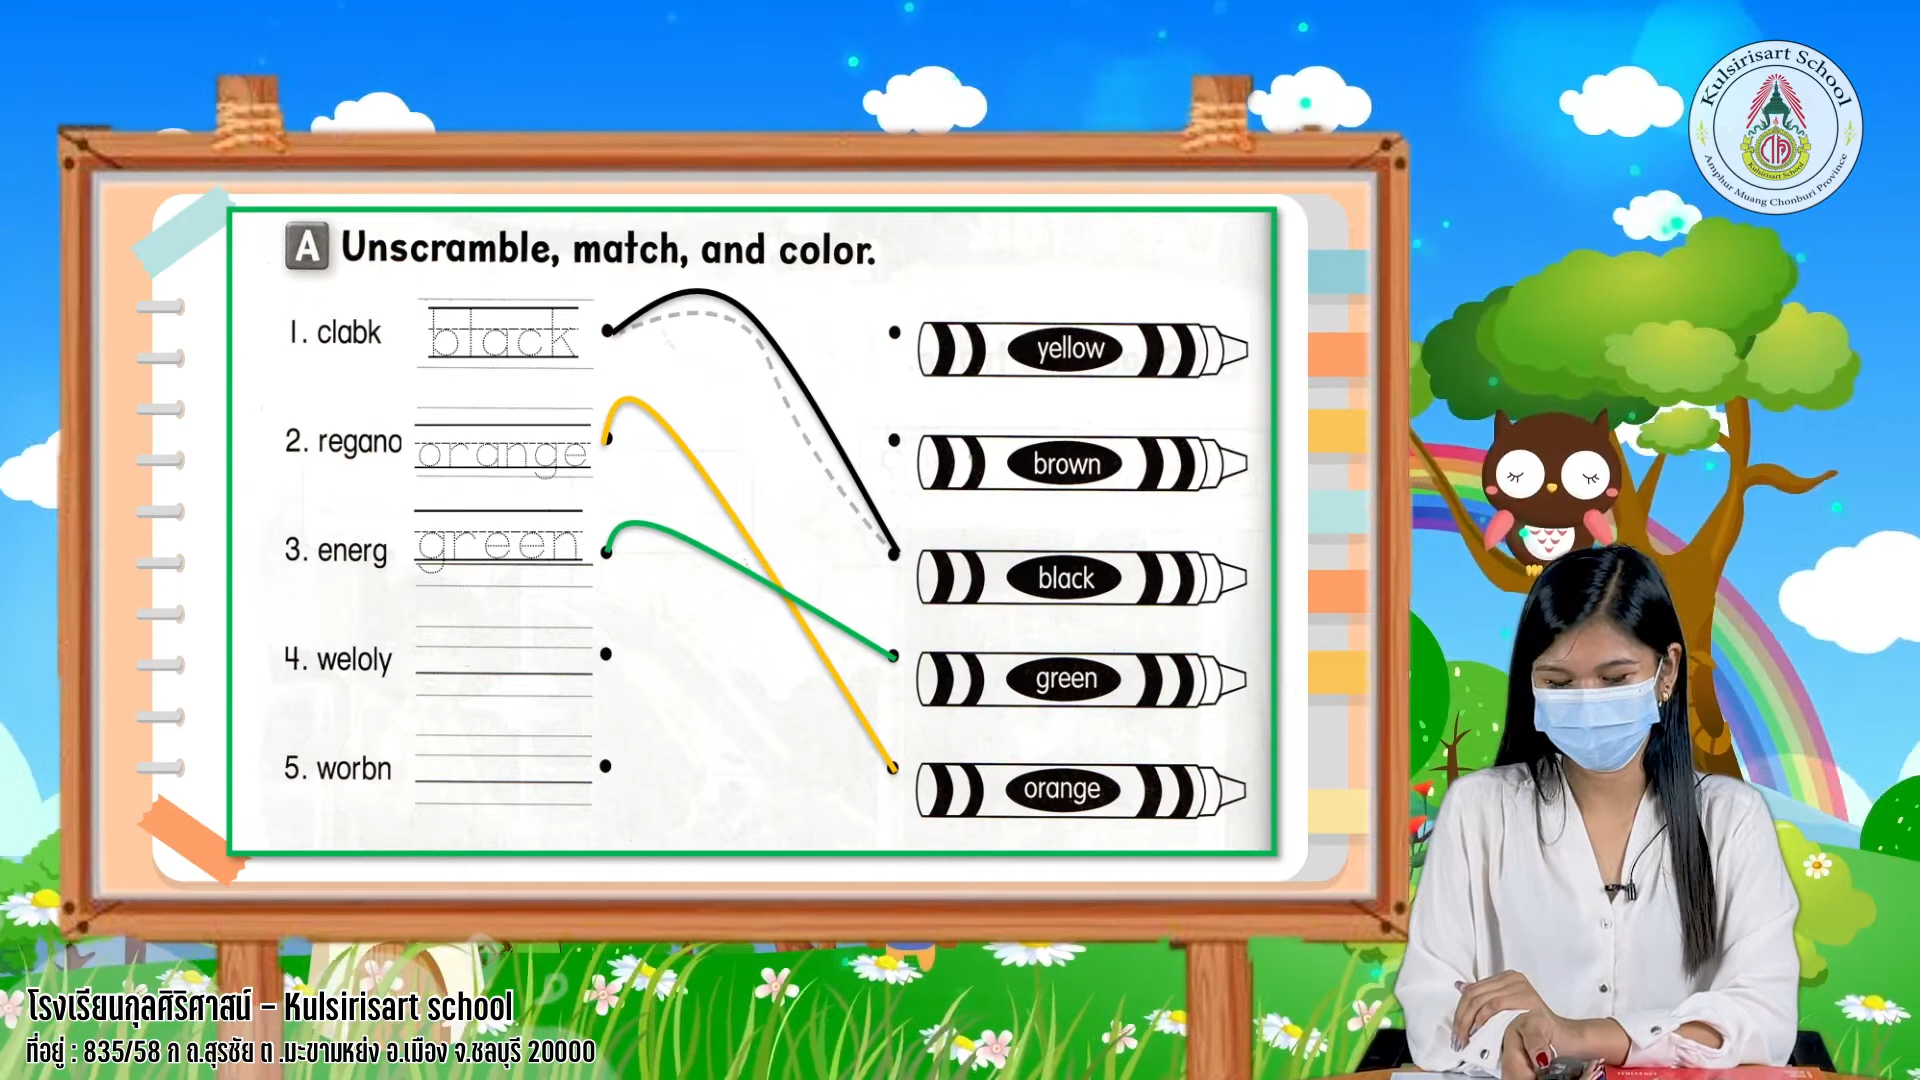 Kulsirisart School
Kulsirisart School
Amphur Muang Chonburi Province
A Unscramble, match, and color.
1. clabk black
yellow
2. regano orange
brown
3. energ green
black
4. weloly
green
5. worbn
orange
โรงเรียนกุลศิริศาสน์ – Kulsirisart school
ที่อยู่ : 835/58 ก ถ.สุรชัย ต .มะขามหย่ง อ.เมือง จ.ชลบุรี 20000